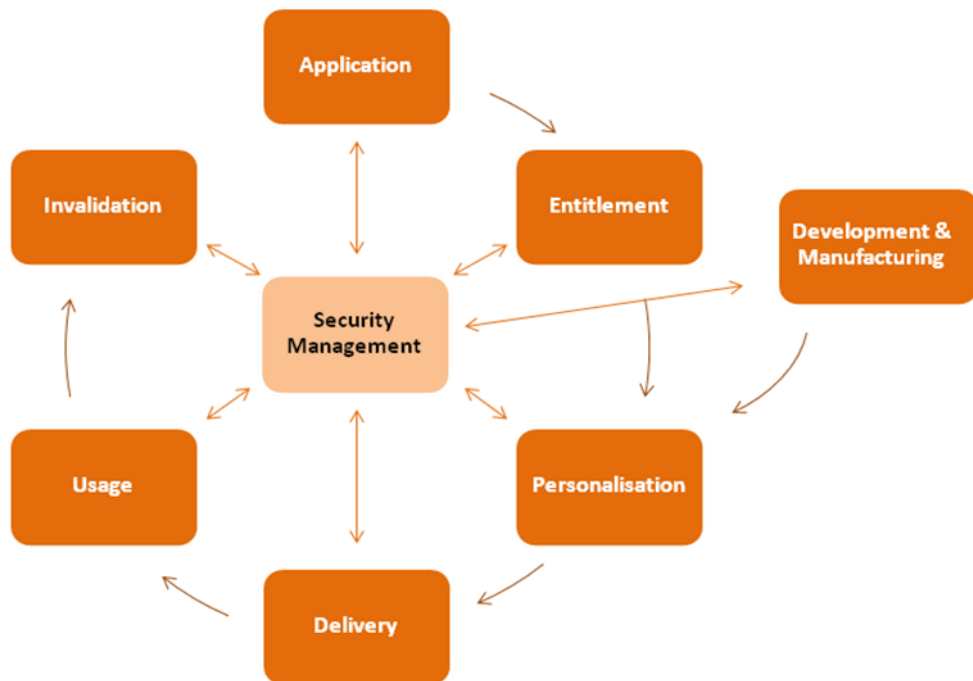 Application
Invalidation
Entitlement
Development &
Manufacturing
Security
Management
Usage
Personalisation
Delivery